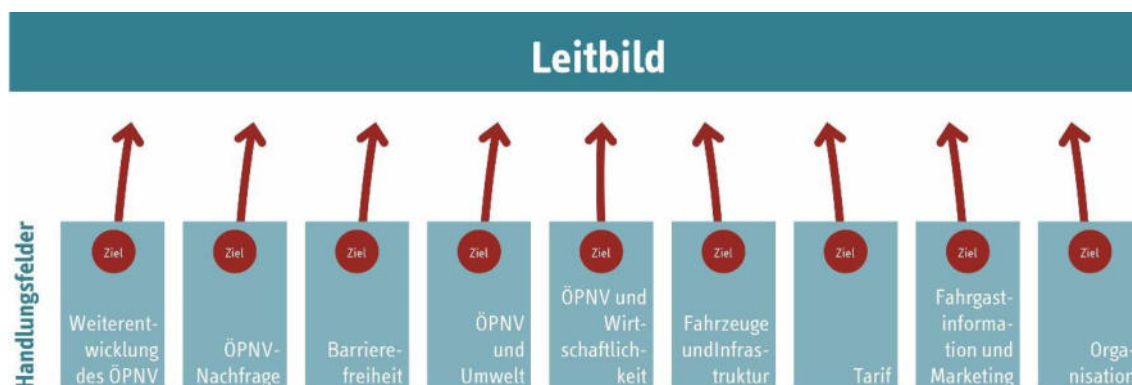 Leitbild
Handlungsfelder
Ziel
Weiterent-
wicklung
des ÖPNV
Ziel
ÖPNV-
Nachfrage
Ziel
Barriere-
freiheit
Ziel
ÖPNV
und
Umwelt
Ziel
ÖPNV und
Wirt-
schaftlich-
keit
Ziel
Fahrzeuge
undInfras-
truktur
Ziel
Tarif
Ziel
Fahrgast-
informa-
tion und
Marketing
Ziel
Orga-
nisation